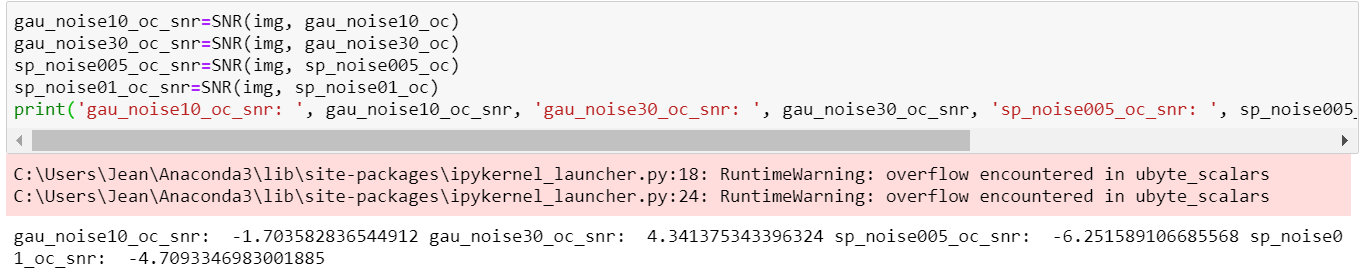 gau_noise10_oc_snr=SNR(img, gau_noise10_oc)
gau_noise30_oc_snr=SNR(img, gau_noise30_oc)
sp_noise005_oc_snr=SNR(img, sp_noise005_oc)
sp_noise01_oc_snr=SNR(img, sp_noise01_oc)
print('gau_noise10_oc_snr: ', gau_noise10_oc_snr, 'gau_noise30_oc_snr: ', gau_noise30_oc_snr, 'sp_noise005_oc_snr: ', sp_noise005_
C:\Users\Jean\Anaconda3\lib\site-packages\ipykernel_launcher.py:18: RuntimeWarning: overflow encountered in ubyte_scalars
C:\Users\Jean\Anaconda3\lib\site-packages\ipykernel_launcher.py:24: RuntimeWarning: overflow encountered in ubyte_scalars
gau_noise10_oc_snr:  -1.703582836544912 gau_noise30_oc_snr:  4.341375343396324 sp_noise005_oc_snr:  -6.251589106685568 sp_noise0
1_oc_snr:  -4.7093346983001885